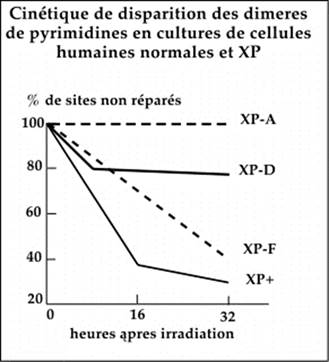 Cinétique de disparition des dimeres
de pyrimidines en cultures de cellules
humaines normales et XP
% de sites non réparés
100
XP-A
80
XP-D
60
XP-F
40
XP+
20
0
16
32
heures apres irradiation